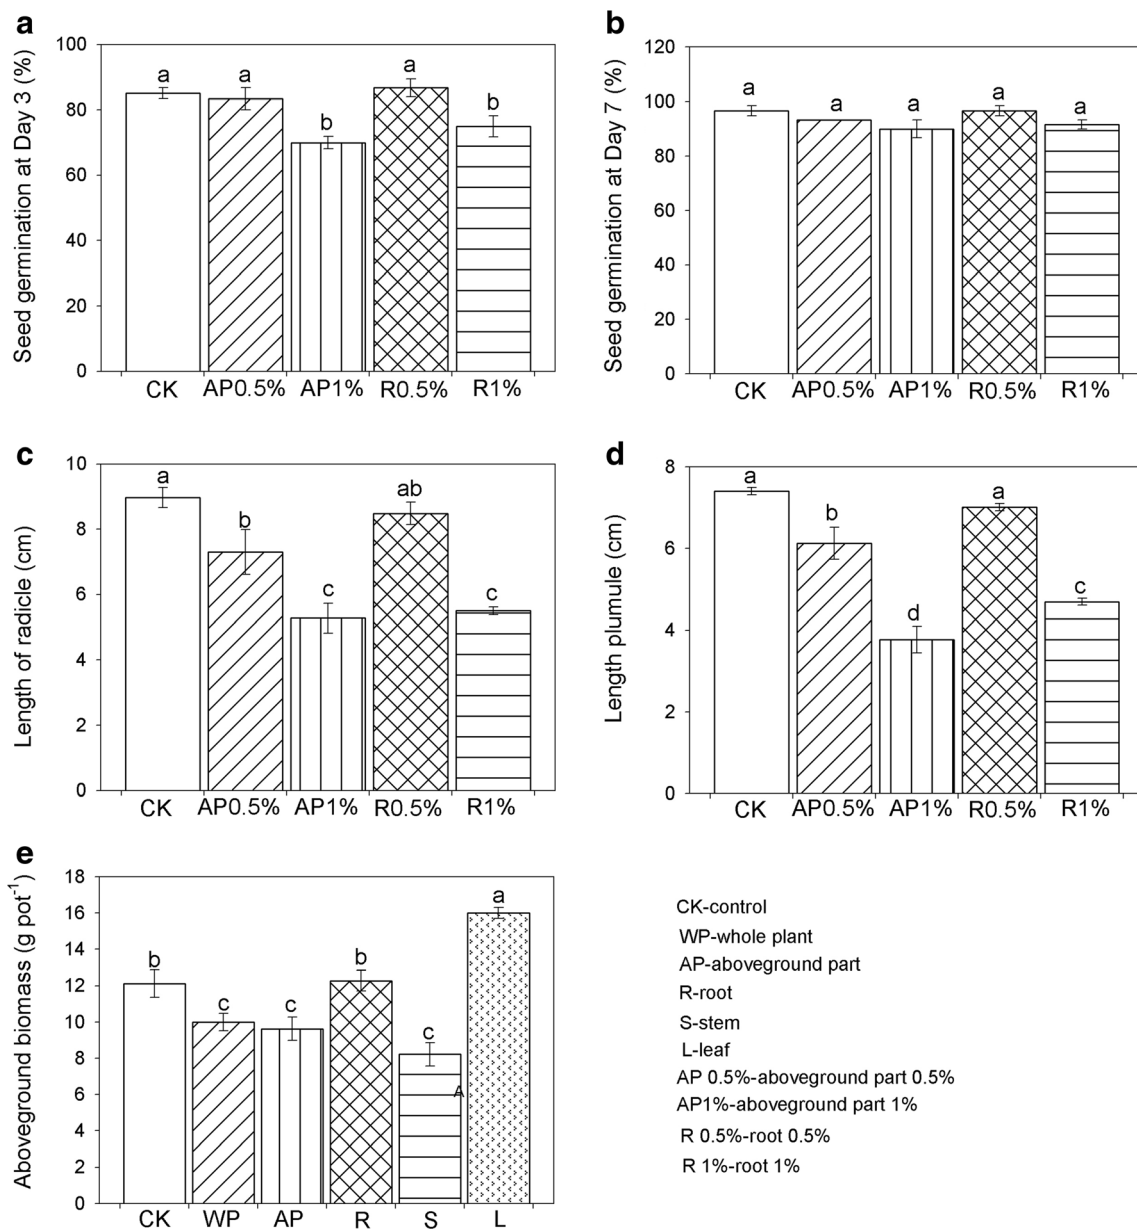 a
Seed germination at Day 3 (%)
100
80
60
40
20
0
a
a
b
a
b
CK AP0.5% AP1% R0.5% R1%
b
Seed germination at Day 7 (%)
120
100
80
60
40
20
0
a
a
a
a
a
CK AP0.5% AP1% R0.5% R1%
c
Length of radicle (cm)
10
8
6
4
2
0
a
b
c
ab
c
CK AP0.5% AP1% R0.5% R1%
d
Length plumule (cm)
8
6
4
2
0
a
b
d
a
c
CK AP0.5% AP1% R0.5% R1%
e
Aboveground biomass (g pot-1)
18
16
14
12
10
8
6
4
2
0
b
c
c
b
c
a
A
CK WP AP R S L
CK-control
WP-whole plant
AP-aboveground part
R-root
S-stem
L-leaf
AP 0.5%-aboveground part 0.5%
AP1%-aboveground part 1%
R 0.5%-root 0.5%
R 1%-root 1%